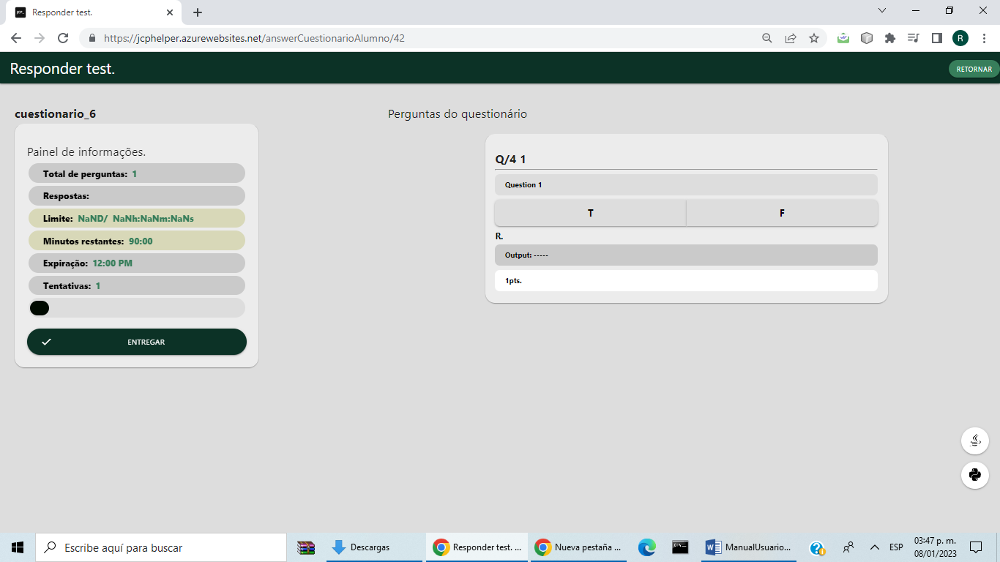 Responder test.
https://jcphelper.azurewebsites.net/answerCuestionarioAlumno/42
R
Responder test.
RETORNAR
cuestionario_6
Painel de informações.
Total de perguntas: 1
Respostas:
Limite: NaND/ NaNh:NaNm:NaNs
Minutos restantes: 90:00
Expiração: 12:00 PM
Tentativas: 1
ENTREGAR
Perguntas do questionário
Q/4 1
Question 1
T F
R.
Output: -----
1pts.
Escribe aquí para buscar
Descargas
Responder test. ...
Nueva pestaña ...
ManualUsuario...
ESP
03:47 p. m.
08/01/2023